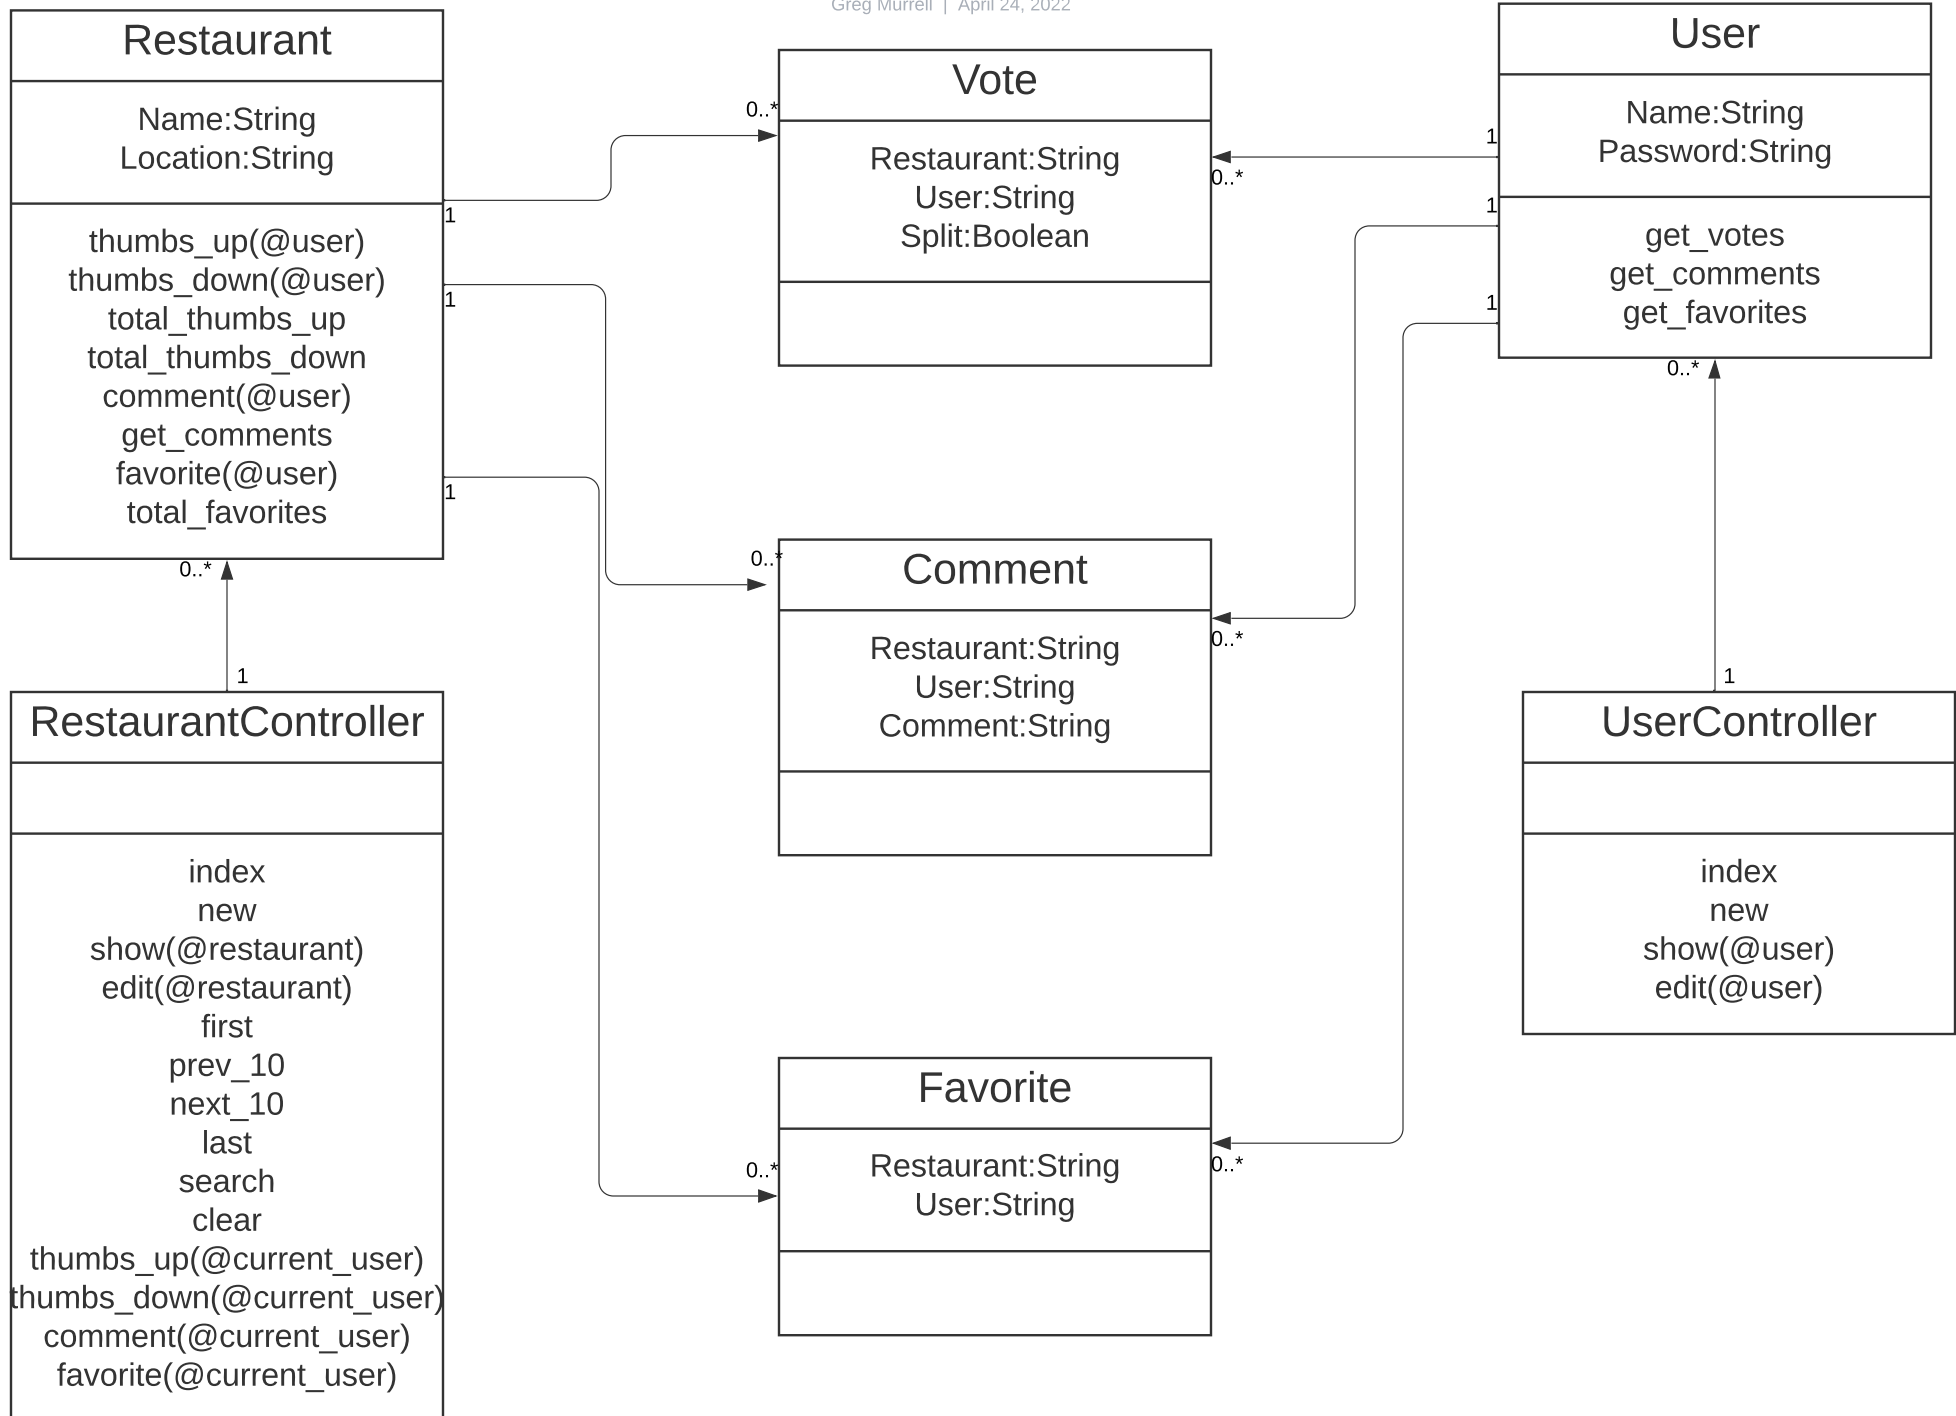 Greg Murrell | April 24, 2022
Restaurant
Name:String
Location:String
thumbs_up(@user)
thumbs_down(@user)
total_thumbs_up
total_thumbs_down
comment(@user)
get_comments
favorite(@user)
total_favorites
1
1
1
0..*
1
RestaurantController
index
new
show(@restaurant)
edit(@restaurant)
first
prev_10
next_10
last
search
clear
thumbs_up(@current_user)
thumbs_down(@current_user)
comment(@current_user)
favorite(@current_user)
0..*
Vote
Restaurant:String
User:String
Split:Boolean
0..*
0..*
Comment
Restaurant:String
User:String
Comment:String
0..*
0..*
Favorite
Restaurant:String
User:String
0..*
User
Name:String
Password:String
get_votes
get_comments
get_favorites
1
1
1
0..*
1
UserController
index
new
show(@user)
edit(@user)